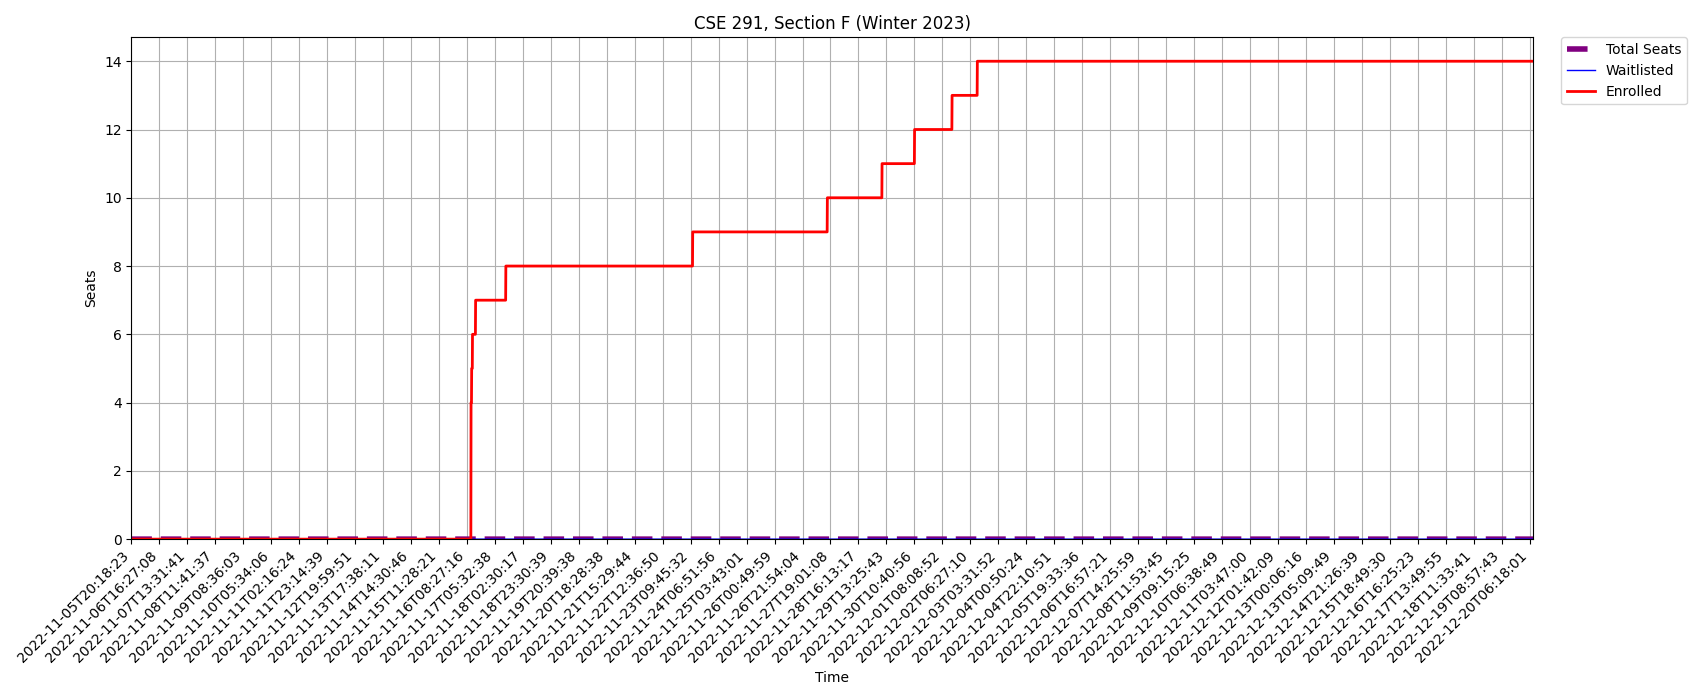 CSE 291, Section F (Winter 2023)
Total Seats
Waitlisted
Enrolled
Seats
14
12
10
8
6
4
2
0
2022-11-05T20:18:23
2022-11-06T16:27:08
2022-11-07T13:31:41
2022-11-08T11:41:37
2022-11-09T08:36:03
2022-11-10T05:34:06
2022-11-11T02:16:24
2022-11-11T23:14:39
2022-11-12T19:59:51
2022-11-13T17:38:11
2022-11-14T14:30:46
2022-11-15T11:28:21
2022-11-16T08:27:16
2022-11-17T05:32:38
2022-11-18T02:30:17
2022-11-18T23:30:39
2022-11-19T20:39:38
2022-11-20T18:28:38
2022-11-21T15:29:44
2022-11-22T12:36:50
2022-11-23T09:45:32
2022-11-24T06:51:56
2022-11-25T03:43:01
2022-11-26T00:49:59
2022-11-26T21:54:04
2022-11-27T19:01:08
2022-11-28T16:13:17
2022-11-29T13:25:43
2022-11-30T10:40:56
2022-12-01T08:08:52
2022-12-02T06:27:10
2022-12-03T03:31:52
2022-12-04T00:50:24
2022-12-04T22:10:51
2022-12-05T19:33:36
2022-12-06T16:57:21
2022-12-07T14:25:59
2022-12-08T11:53:45
2022-12-09T09:15:25
2022-12-10T06:38:49
2022-12-11T03:47:00
2022-12-12T01:42:09
2022-12-13T00:06:16
2022-12-13T05:09:49
2022-12-14T21:26:39
2022-12-15T18:49:30
2022-12-16T16:25:23
2022-12-17T13:49:55
2022-12-18T11:33:41
2022-12-19T08:57:43
2022-12-20T06:18:01
Time